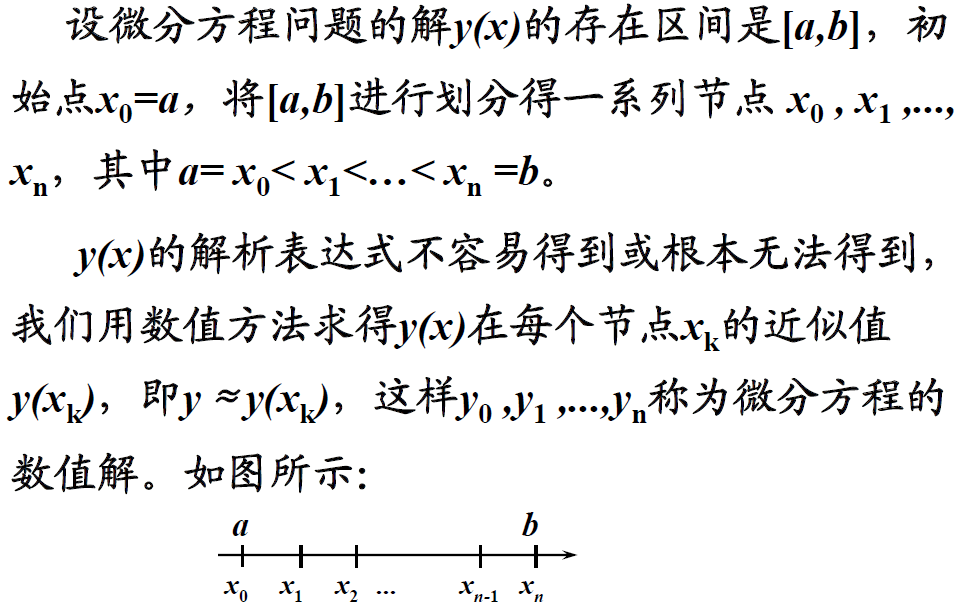 设微分方程问题的解y(x)的存在区间是[a,b]，初
始点x₀=a，将[a,b]进行划分得一系列节点 x₀ , x₁ ,...,
xₙ，其中a= x₀< x₁<…< xₙ =b。
y(x)的解析表达式不容易得到或根本无法得到，
我们用数值方法求得y(x)在每个节点xₖ的近似值
y(xₖ)，即y ≈y(xₖ)，这样y₀ ,y₁ ,...,yₙ称为微分方程的
数值解。如图所示：
a b
x₀ x₁ x₂ ... xₙ₋₁ xₙ